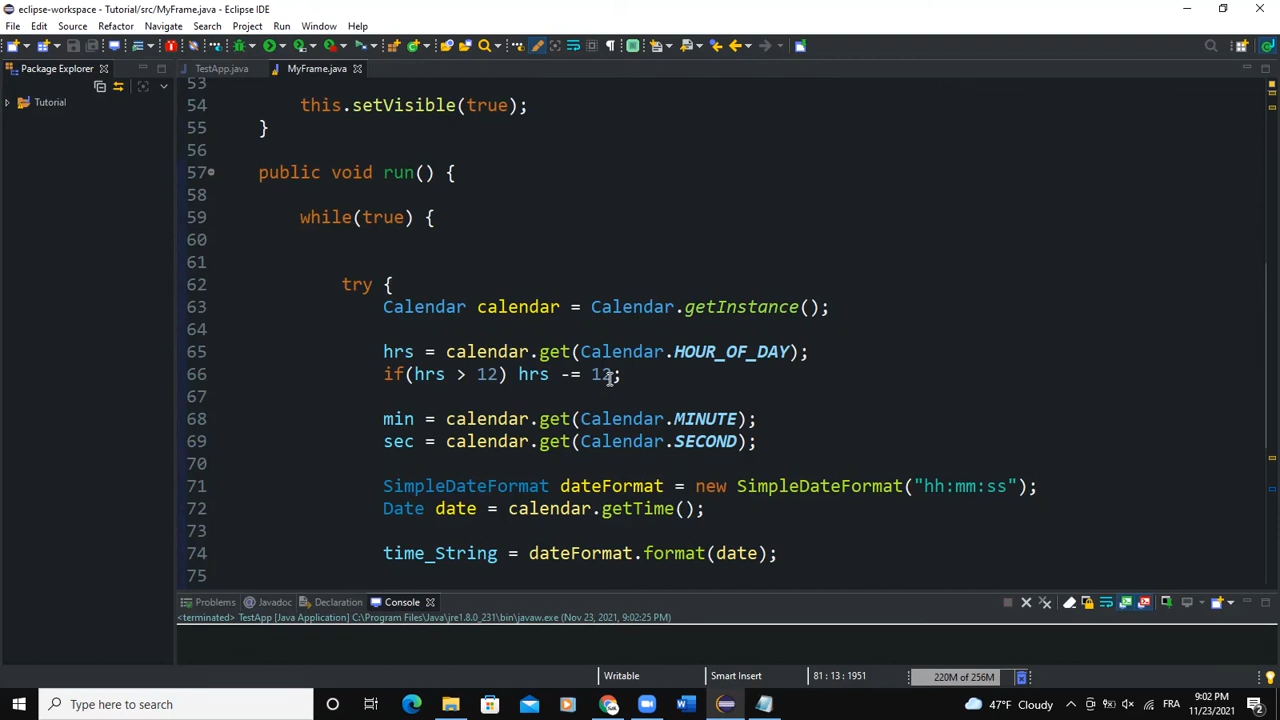 eclipse-workspace - Tutorial/src/MyFrame.java - Eclipse IDE
File Edit Source Refactor Navigate Search Project Run Window Help
Package Explorer TestApp.java MyFrame.java
Tutorial
53
54 this.setVisible(true);
55 }
56
57 public void run() {
58
59 while(true) {
60
61
62 try {
63 Calendar calendar = Calendar.getInstance();
64
65 hrs = calendar.get(Calendar.HOUR_OF_DAY);
66 if(hrs > 12) hrs -= 12;
67
68 min = calendar.get(Calendar.MINUTE);
69 sec = calendar.get(Calendar.SECOND);
70
71 SimpleDateFormat dateFormat = new SimpleDateFormat("hh:mm:ss");
72 Date date = calendar.getTime();
73
74 time_String = dateFormat.format(date);
75
Problems Javadoc Declaration Console
<terminated> TestApp [Java Application] C:\Program Files\Java\jre1.8.0_231\bin\javaw.exe (Nov 23, 2021, 9:02:25 PM)
Writable Smart Insert 81 : 13 : 1951 220M of 256M
Type here to search 47°F Cloudy FRA 9:02 PM
11/23/2021
2